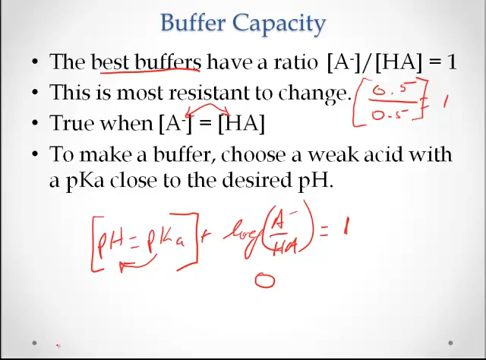 Buffer Capacity
• The best buffers have a ratio [A-]/[HA] = 1
• This is most resistant to change. [0.5/0.5] = 1
• True when [A-] = [HA]
• To make a buffer, choose a weak acid with
a pKa close to the desired pH.
[pH = pKa] + log(A-/HA) = 1
0